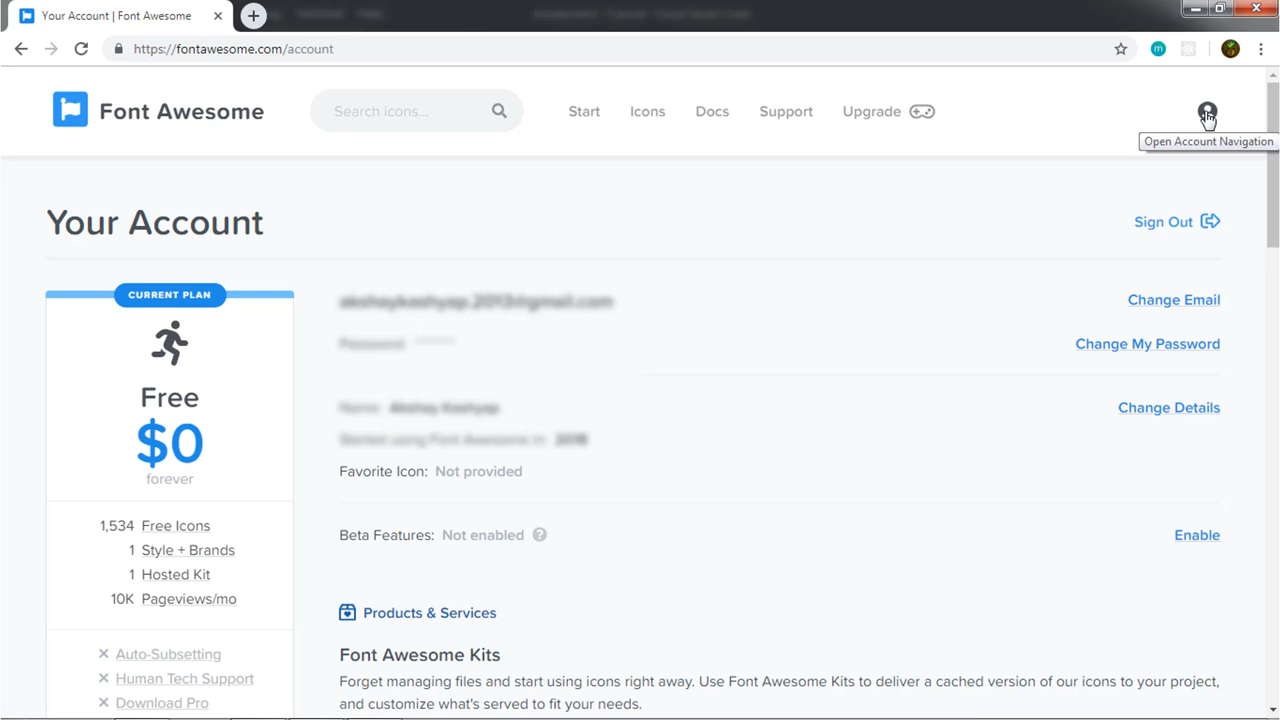 Your Account | Font Awesome
https://fontawesome.com/account
Font Awesome
Search icons...
Start
Icons
Docs
Support
Upgrade
Open Account Navigation
Your Account
Sign Out
CURRENT PLAN
Free
$0
forever
1,534 Free Icons
1 Style + Brands
1 Hosted Kit
10K Pageviews/mo
Auto-Subsetting
Human Tech Support
Download Pro
Change Email
Change My Password
Change Details
Favorite Icon: Not provided
Beta Features: Not enabled
Enable
Products & Services
Font Awesome Kits
Forget managing files and start using icons right away. Use Font Awesome Kits to deliver a cached version of our icons to your project,
and customize what's served to fit your needs.